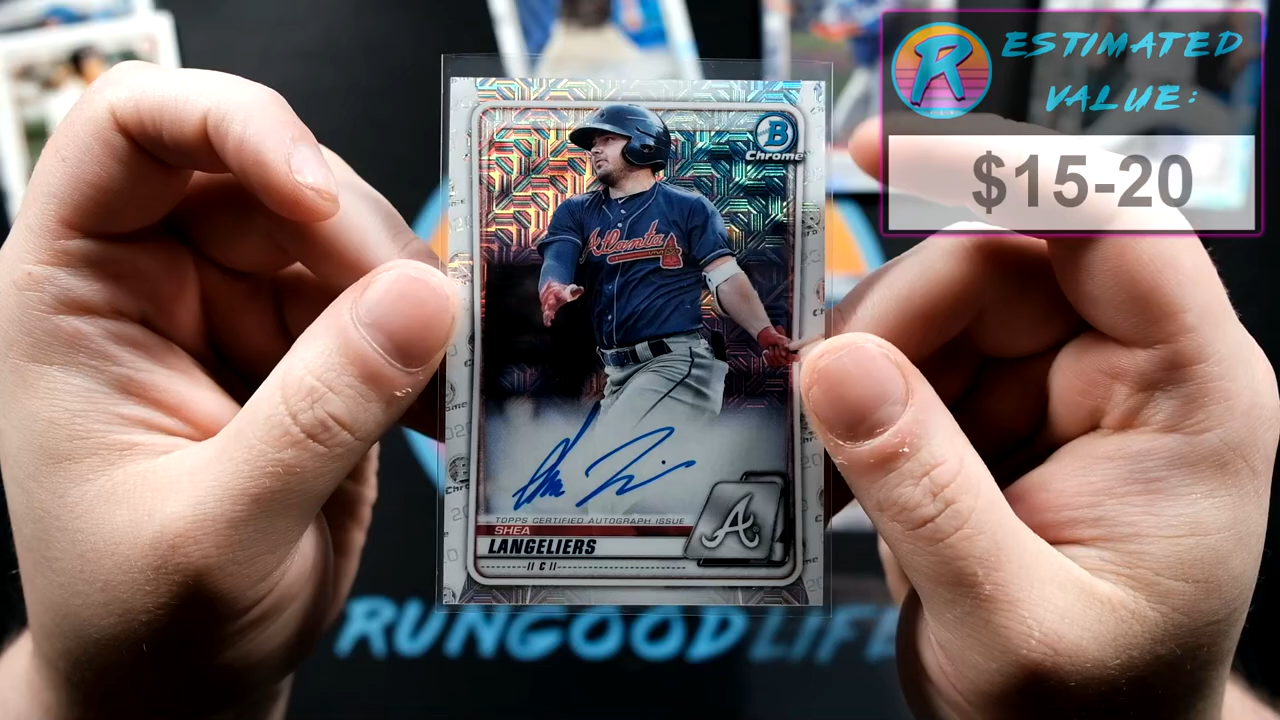 R
ESTIMATED
VALUE:
$15-20
B
Chrome
Atlanta
TOPPS CERTIFIED AUTOGRAPH ISSUE
SHEA
LANGELIERS
A
// C //
RUNGOODLIFE